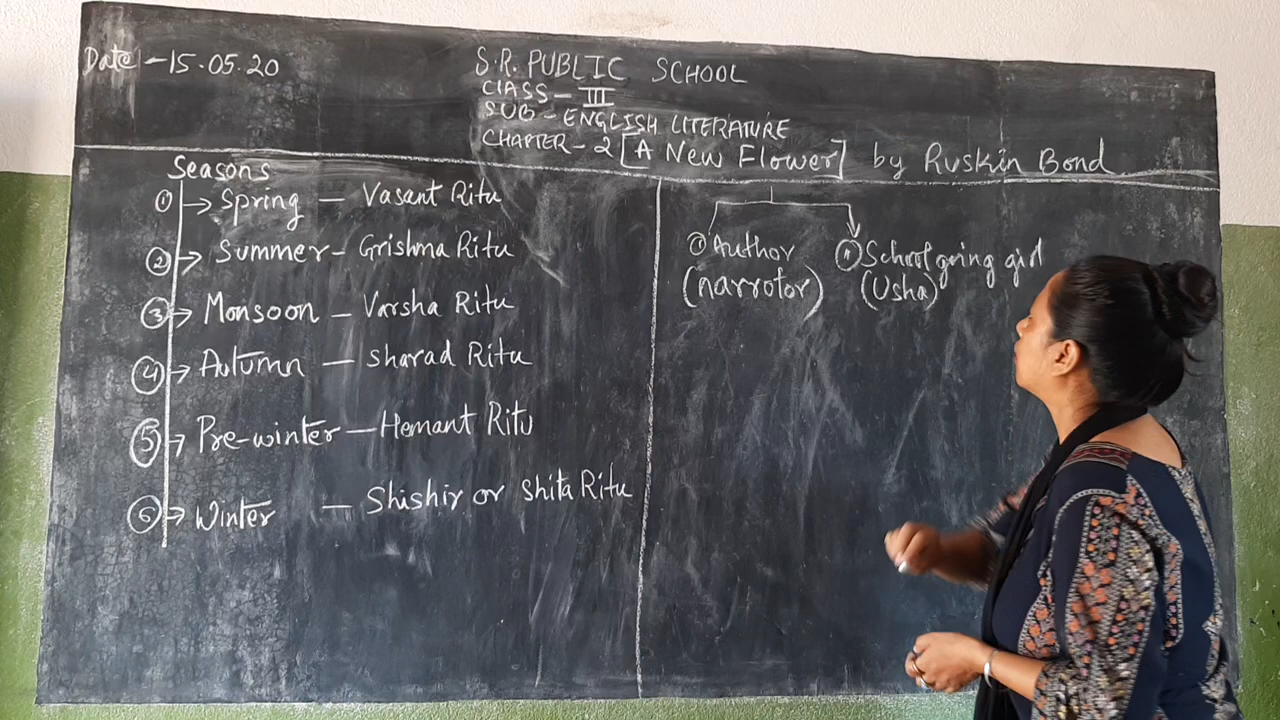 Date - 15.05.20
S.R. PUBLIC SCHOOL
CLASS - III
SUB - ENGLISH LITERATURE
CHAPTER - 2 [A New Flower] by Ruskin Bond
Seasons
① → Spring — Vasant Ritu
② → Summer - Grishma Ritu
③ → Monsoon — Varsha Ritu
④ → Autumn — Sharad Ritu
⑤ → Pre-winter — Hemant Ritu
⑥ → Winter — Shishir or Shita Ritu
① Author
(narrotor)
② School going girl
(Usha)